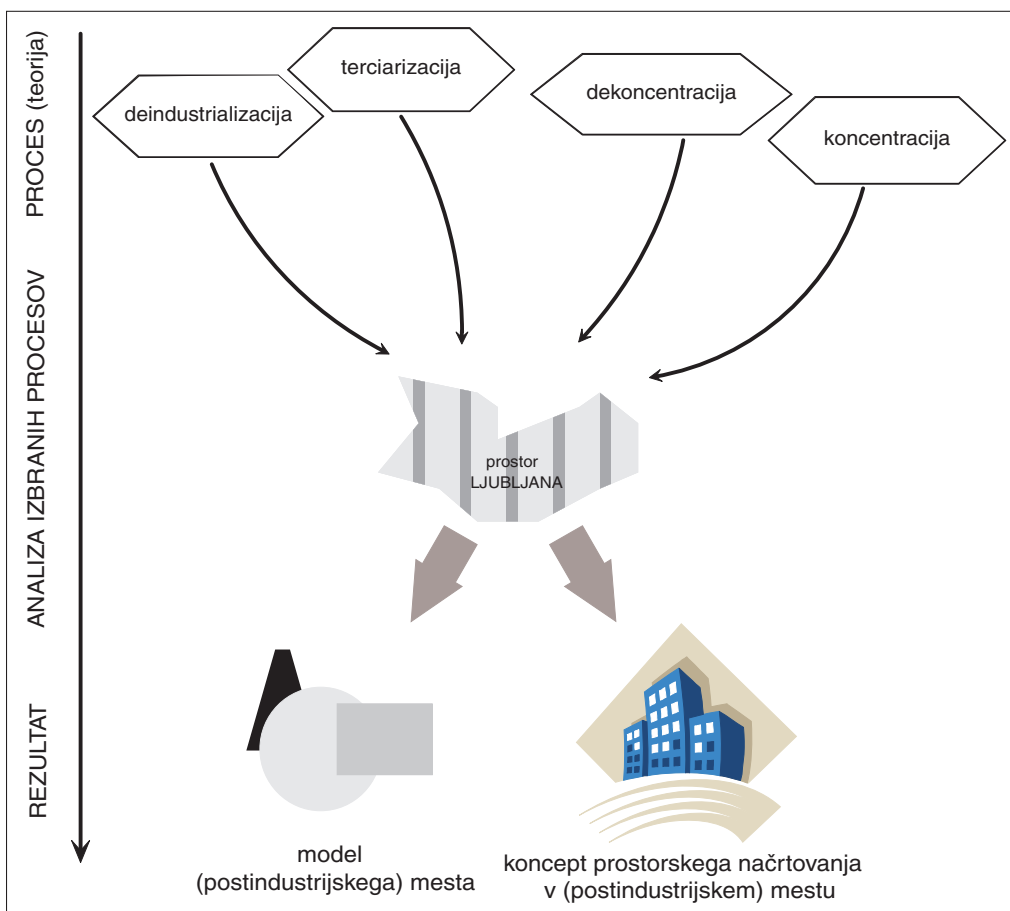 PROCES (teorija)
ANALIZA IZBRANIH PROCESOV
REZULTAT
deindustrializacija
terciarizacija
dekoncentracija
koncentracija
prostor
LJUBLJANA
model
(postindustrijskega) mesta
koncept prostorskega načrtovanja
v (postindustrijskem) mestu